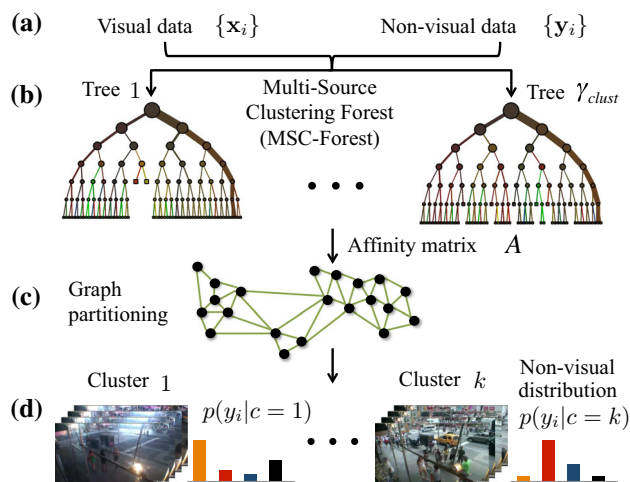 (a) Visual data {x_i} Non-visual data {y_i}
(b) Tree 1 Multi-Source Clustering Forest (MSC-Forest) Tree γ_clust
• • •
Affinity matrix A
(c) Graph partitioning
Cluster 1 Cluster k Non-visual distribution
(d) p(y_i|c = 1) • • • p(y_i|c = k)